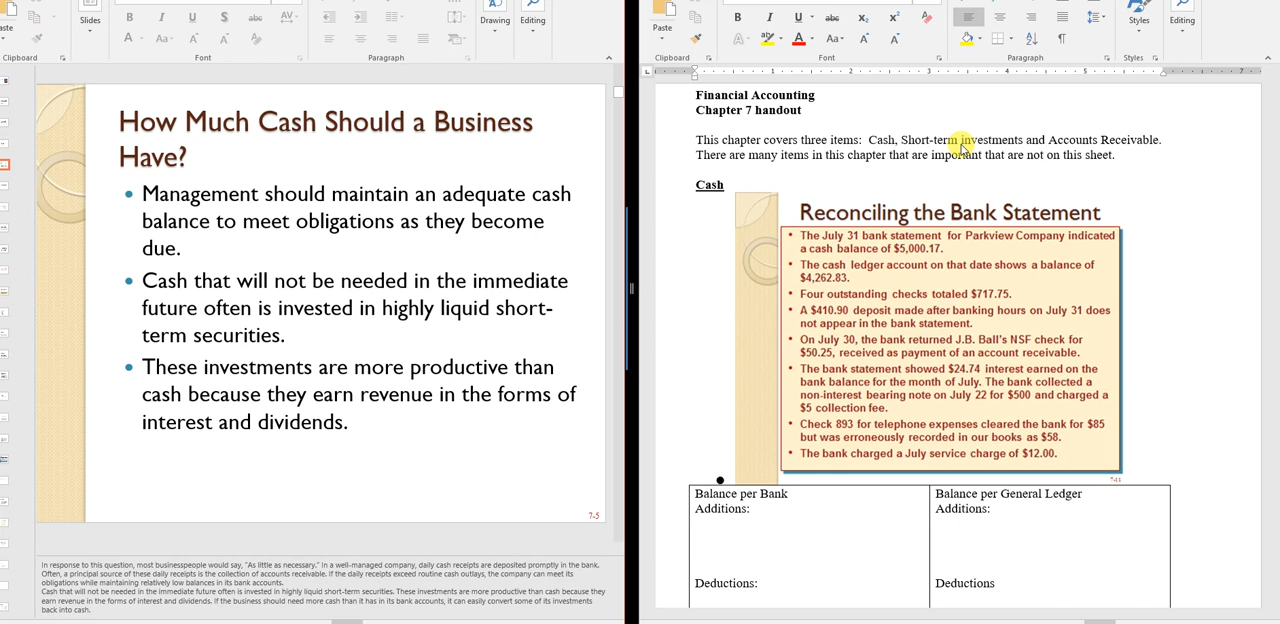 Slides
Drawing
Editing
aste
B
I
U
S
abc
AV
A
Aa
A
A
Clipboard
Font
Paragraph
How Much Cash Should a Business
Have?
• Management should maintain an adequate cash
balance to meet obligations as they become
due.
• Cash that will not be needed in the immediate
future often is invested in highly liquid short-
term securities.
• These investments are more productive than
cash because they earn revenue in the forms of
interest and dividends.
7-5
In response to this question, most businesspeople would say, "As little as necessary." In a well-managed company, daily cash receipts are deposited promptly in the bank.
Often, a principal source of these daily receipts is the collection of accounts receivable. If the daily receipts exceed routine cash outlays, the company can meet its
obligations while maintaining relatively low balances in its bank accounts.
Cash that will not be needed in the immediate future often is invested in highly liquid short-term securities. These investments are more productive than cash because they
earn revenue in the forms of interest and dividends. If the business should need more cash than it has in its bank accounts, it can easily convert some of its investments
back into cash.
Paste
B
I
U
abc
x₂
x²
A
aby
A
Aa
A
A
Styles
Editing
Clipboard
Font
Paragraph
Styles
1
2
3
4
5
7
Financial Accounting
Chapter 7 handout
This chapter covers three items: Cash, Short-term investments and Accounts Receivable.
There are many items in this chapter that are important that are not on this sheet.
Cash
Reconciling the Bank Statement
• The July 31 bank statement for Parkview Company indicated
a cash balance of $5,000.17.
• The cash ledger account on that date shows a balance of
$4,262.83.
• Four outstanding checks totaled $717.75.
• A $410.90 deposit made after banking hours on July 31 does
not appear in the bank statement.
• On July 30, the bank returned J.B. Ball's NSF check for
$50.25, received as payment of an account receivable.
• The bank statement showed $24.74 interest earned on the
bank balance for the month of July. The bank collected a
non-interest bearing note on July 22 for $500 and charged a
$5 collection fee.
• Check 893 for telephone expenses cleared the bank for $85
but was erroneously recorded in our books as $58.
• The bank charged a July service charge of $12.00.
7-11
Balance per Bank
Additions:
Deductions:
Balance per General Ledger
Additions:
Deductions